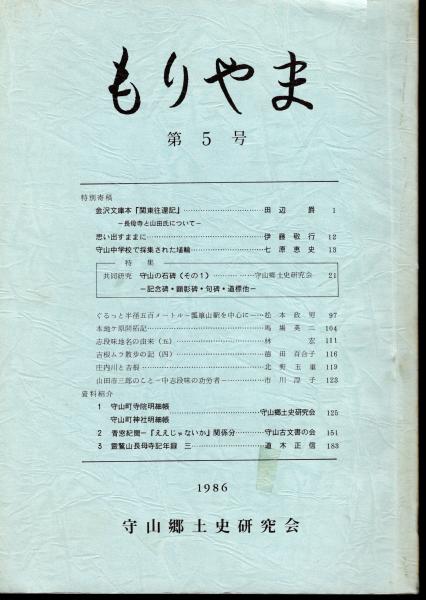 もりやま
第5号
特別寄稿
金沢文庫本「関東往還記」……………………田辺爵 1
－長母寺と山田氏について－
思い出すままに……………………伊藤敬行 12
守山中学校で採集された埴輪……………………七原恵史 13
特集
共同研究 守山の石碑（その1）……………守山郷土史研究会 21
－記念碑・顕彰碑・句碑・道標他－
ぐるっと半径五百メートル－瓢箪山駅を中心に－…松本政男 97
本地ケ原開拓記……………………馬場英二 104
志段味地名の由来（五）……………………林宏 111
吉根ムラ散歩の記（四）……………………徳田百合子 116
庄内川と吉根……………………北野玉重 119
山田市三郎のこと－中志段味の功労者－……………市川淳子 123
資料紹介
1 守山町寺院明細帳
守山町神社明細帳……………………守山郷土史研究会 125
2 青窓紀聞－『ええじゃないか』関係分…………守山古文書の会 151
3 霊鷲山長母寺記年録 三……………………道木正信 183
1986
守山郷土史研究会